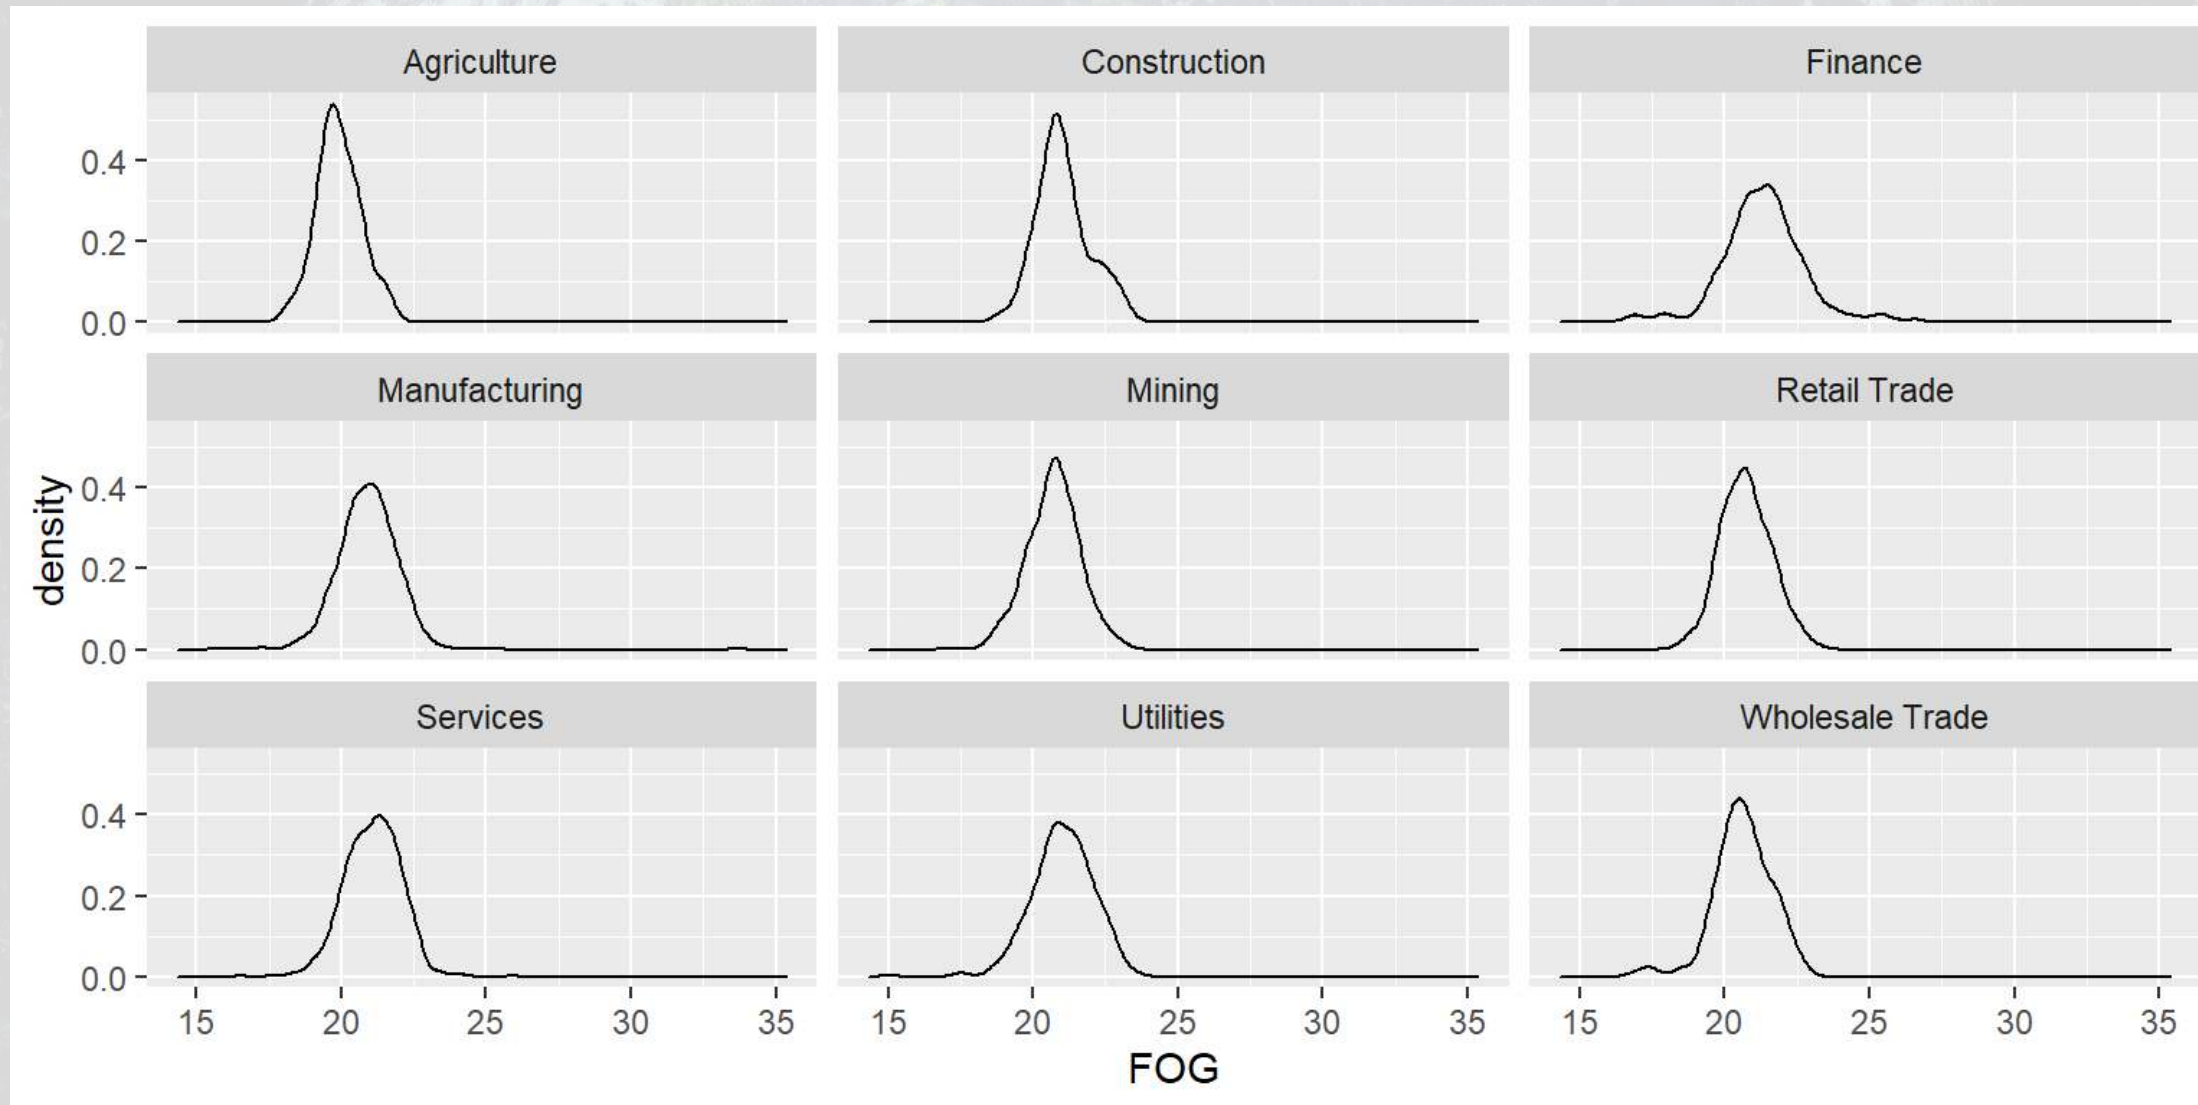 Agriculture Construction Finance
0.4
0.2
0.0
Manufacturing Mining Retail Trade
density
0.4
0.2
0.0
Services Utilities Wholesale Trade
0.4
0.2
0.0
15 20 25 30 35 15 20 25 30 35 15 20 25 30 35
FOG